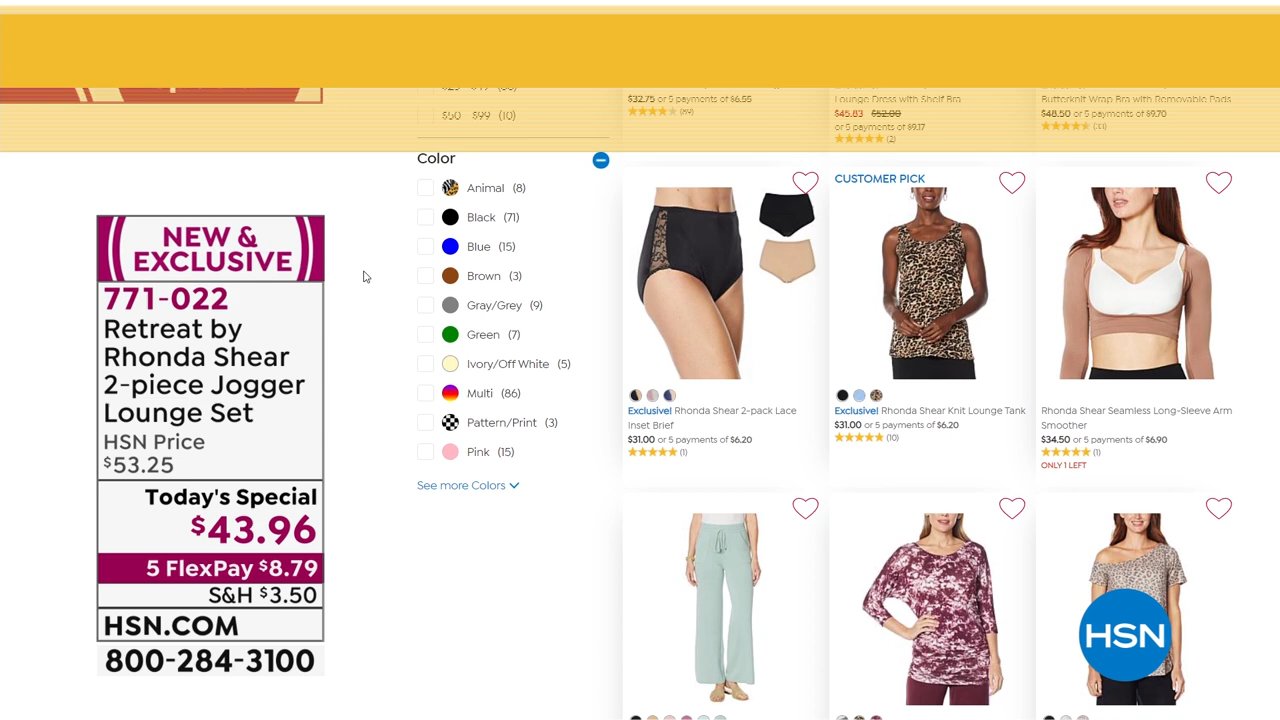 $50 - $99 (10)
$32.75 or 5 payments of $6.55
(89)
Lounge Dress with Shelf Bra
$45.83 $52.00
or 5 payments of $9.17
(2)
Butterknit Wrap Bra with Removable Pads
$48.50 or 5 payments of $9.70
(33)
NEW &
EXCLUSIVE
771-022
Retreat by
Rhonda Shear
2-piece Jogger
Lounge Set
HSN Price
$53.25
Today's Special
$43.96
5 FlexPay $8.79
S&H $3.50
HSN.COM
800-284-3100
Color
Animal (8)
Black (71)
Blue (15)
Brown (3)
Gray/Grey (9)
Green (7)
Ivory/Off White (5)
Multi (86)
Pattern/Print (3)
Pink (15)
See more Colors
Exclusive! Rhonda Shear 2-pack Lace
Inset Brief
$31.00 or 5 payments of $6.20
(1)
CUSTOMER PICK
Exclusive! Rhonda Shear Knit Lounge Tank
$31.00 or 5 payments of $6.20
(10)
Rhonda Shear Seamless Long-Sleeve Arm
Smoother
$34.50 or 5 payments of $6.90
(1)
ONLY 1 LEFT
HSN